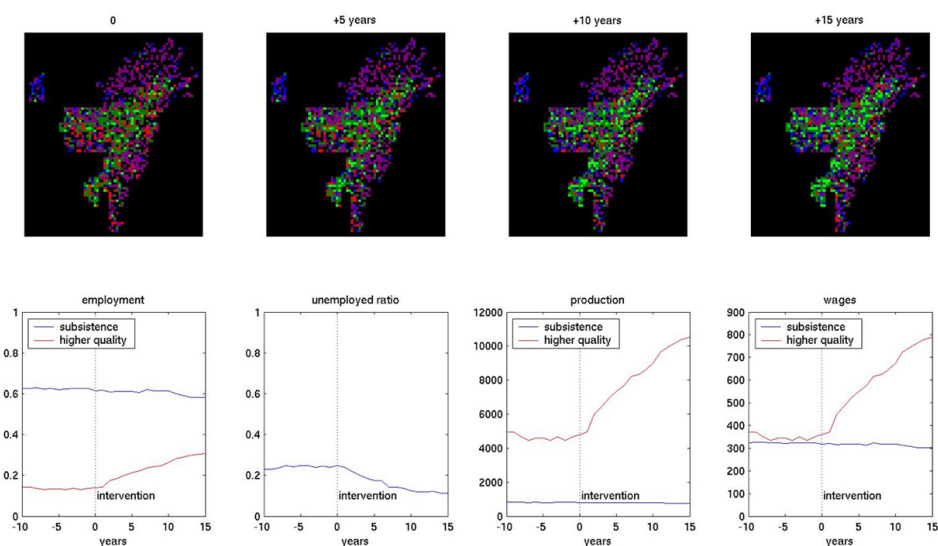 0
+5 years
+10 years
+15 years
employment
1
0.8
0.6
0.4
0.2
0
subsistence
higher quality
intervention
-10 -5 0 5 10 15
years
unemployed ratio
1
0.8
0.6
0.4
0.2
0
intervention
-10 -5 0 5 10 15
years
production
12000
10000
8000
6000
4000
2000
0
subsistence
higher quality
intervention
-10 -5 0 5 10 15
years
wages
900
800
700
600
500
400
300
200
100
0
subsistence
higher quality
intervention
-10 -5 0 5 10 15
years